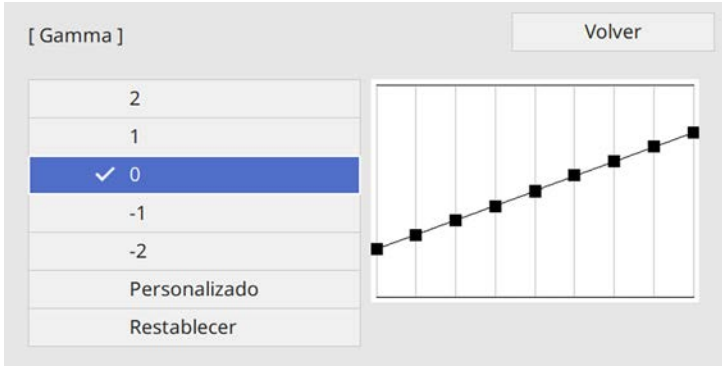 [ Gamma ]
Volver
2
1
0
-1
-2
Personalizado
Restablecer